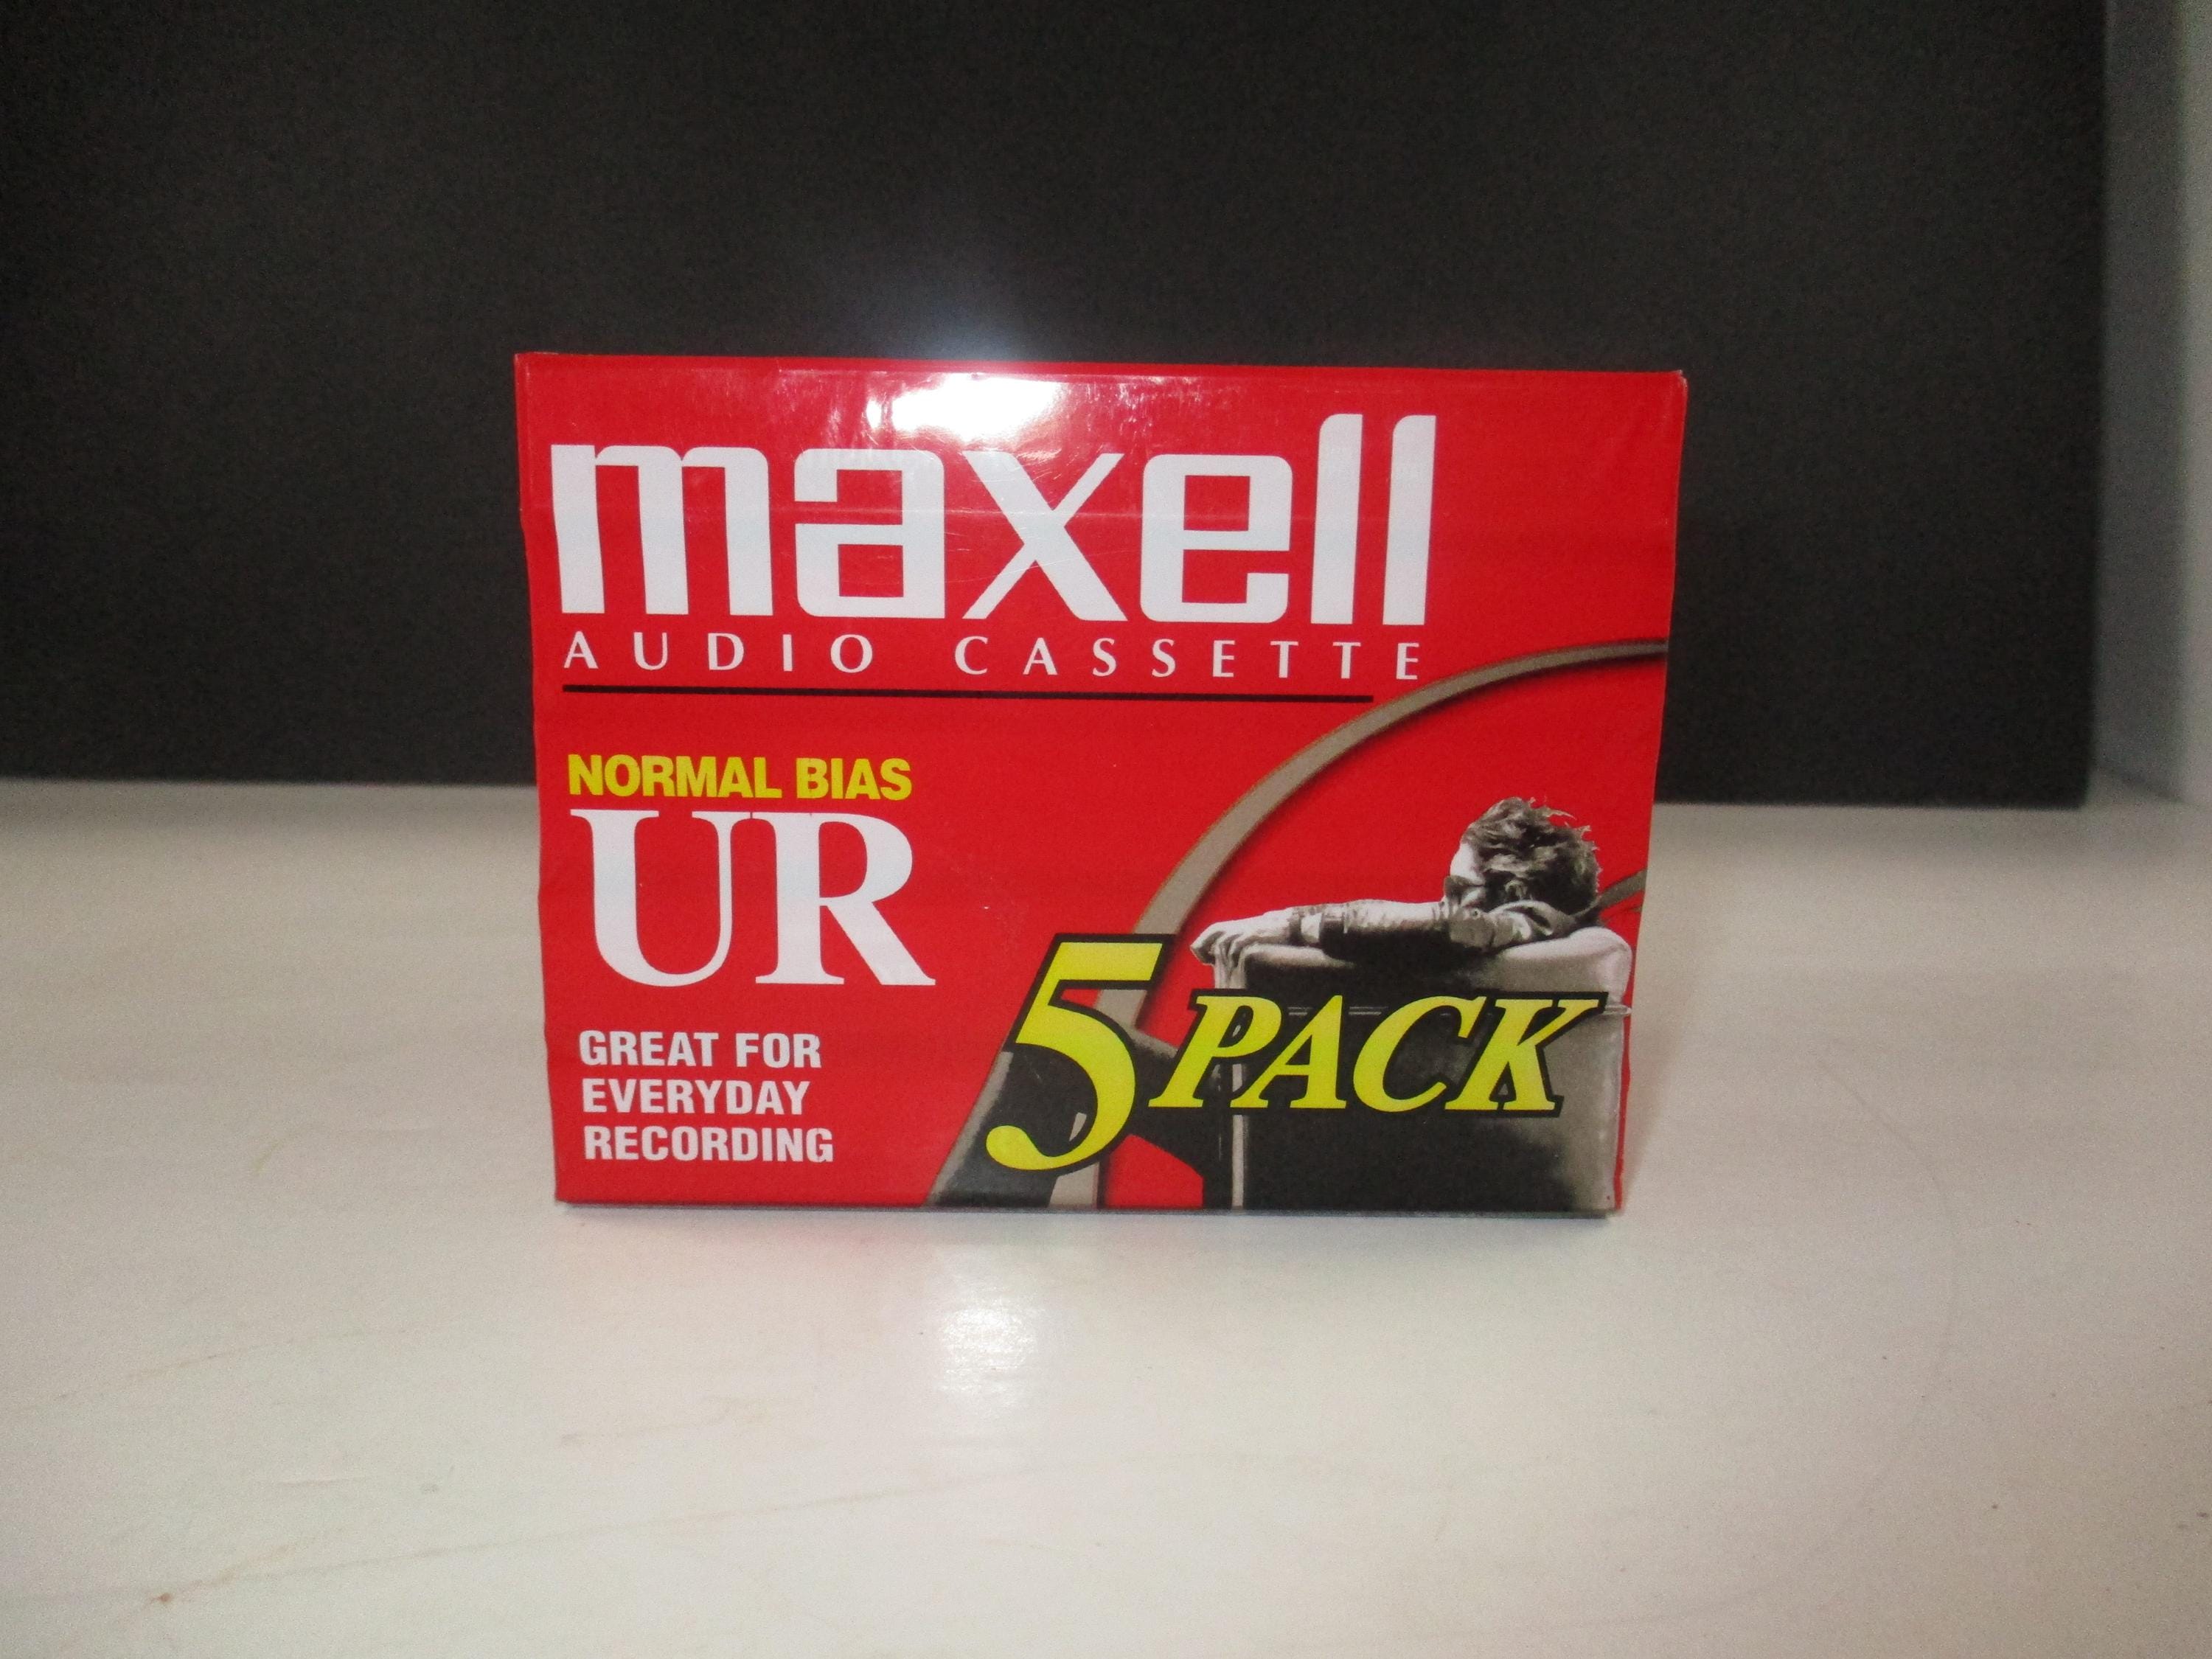 maxell
AUDIO CASSETTE
NORMAL BIAS
UR
GREAT FOR
EVERYDAY
RECORDING
5 PACK